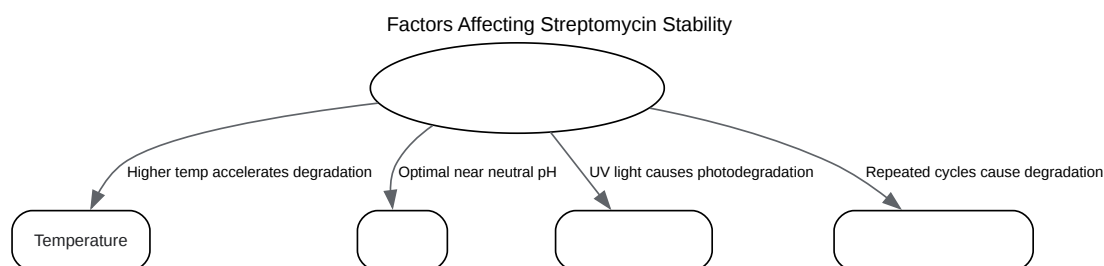 Factors Affecting Streptomycin Stability
Higher temp accelerates degradation
Optimal near neutral pH
UV light causes photodegradation
Repeated cycles cause degradation
Temperature